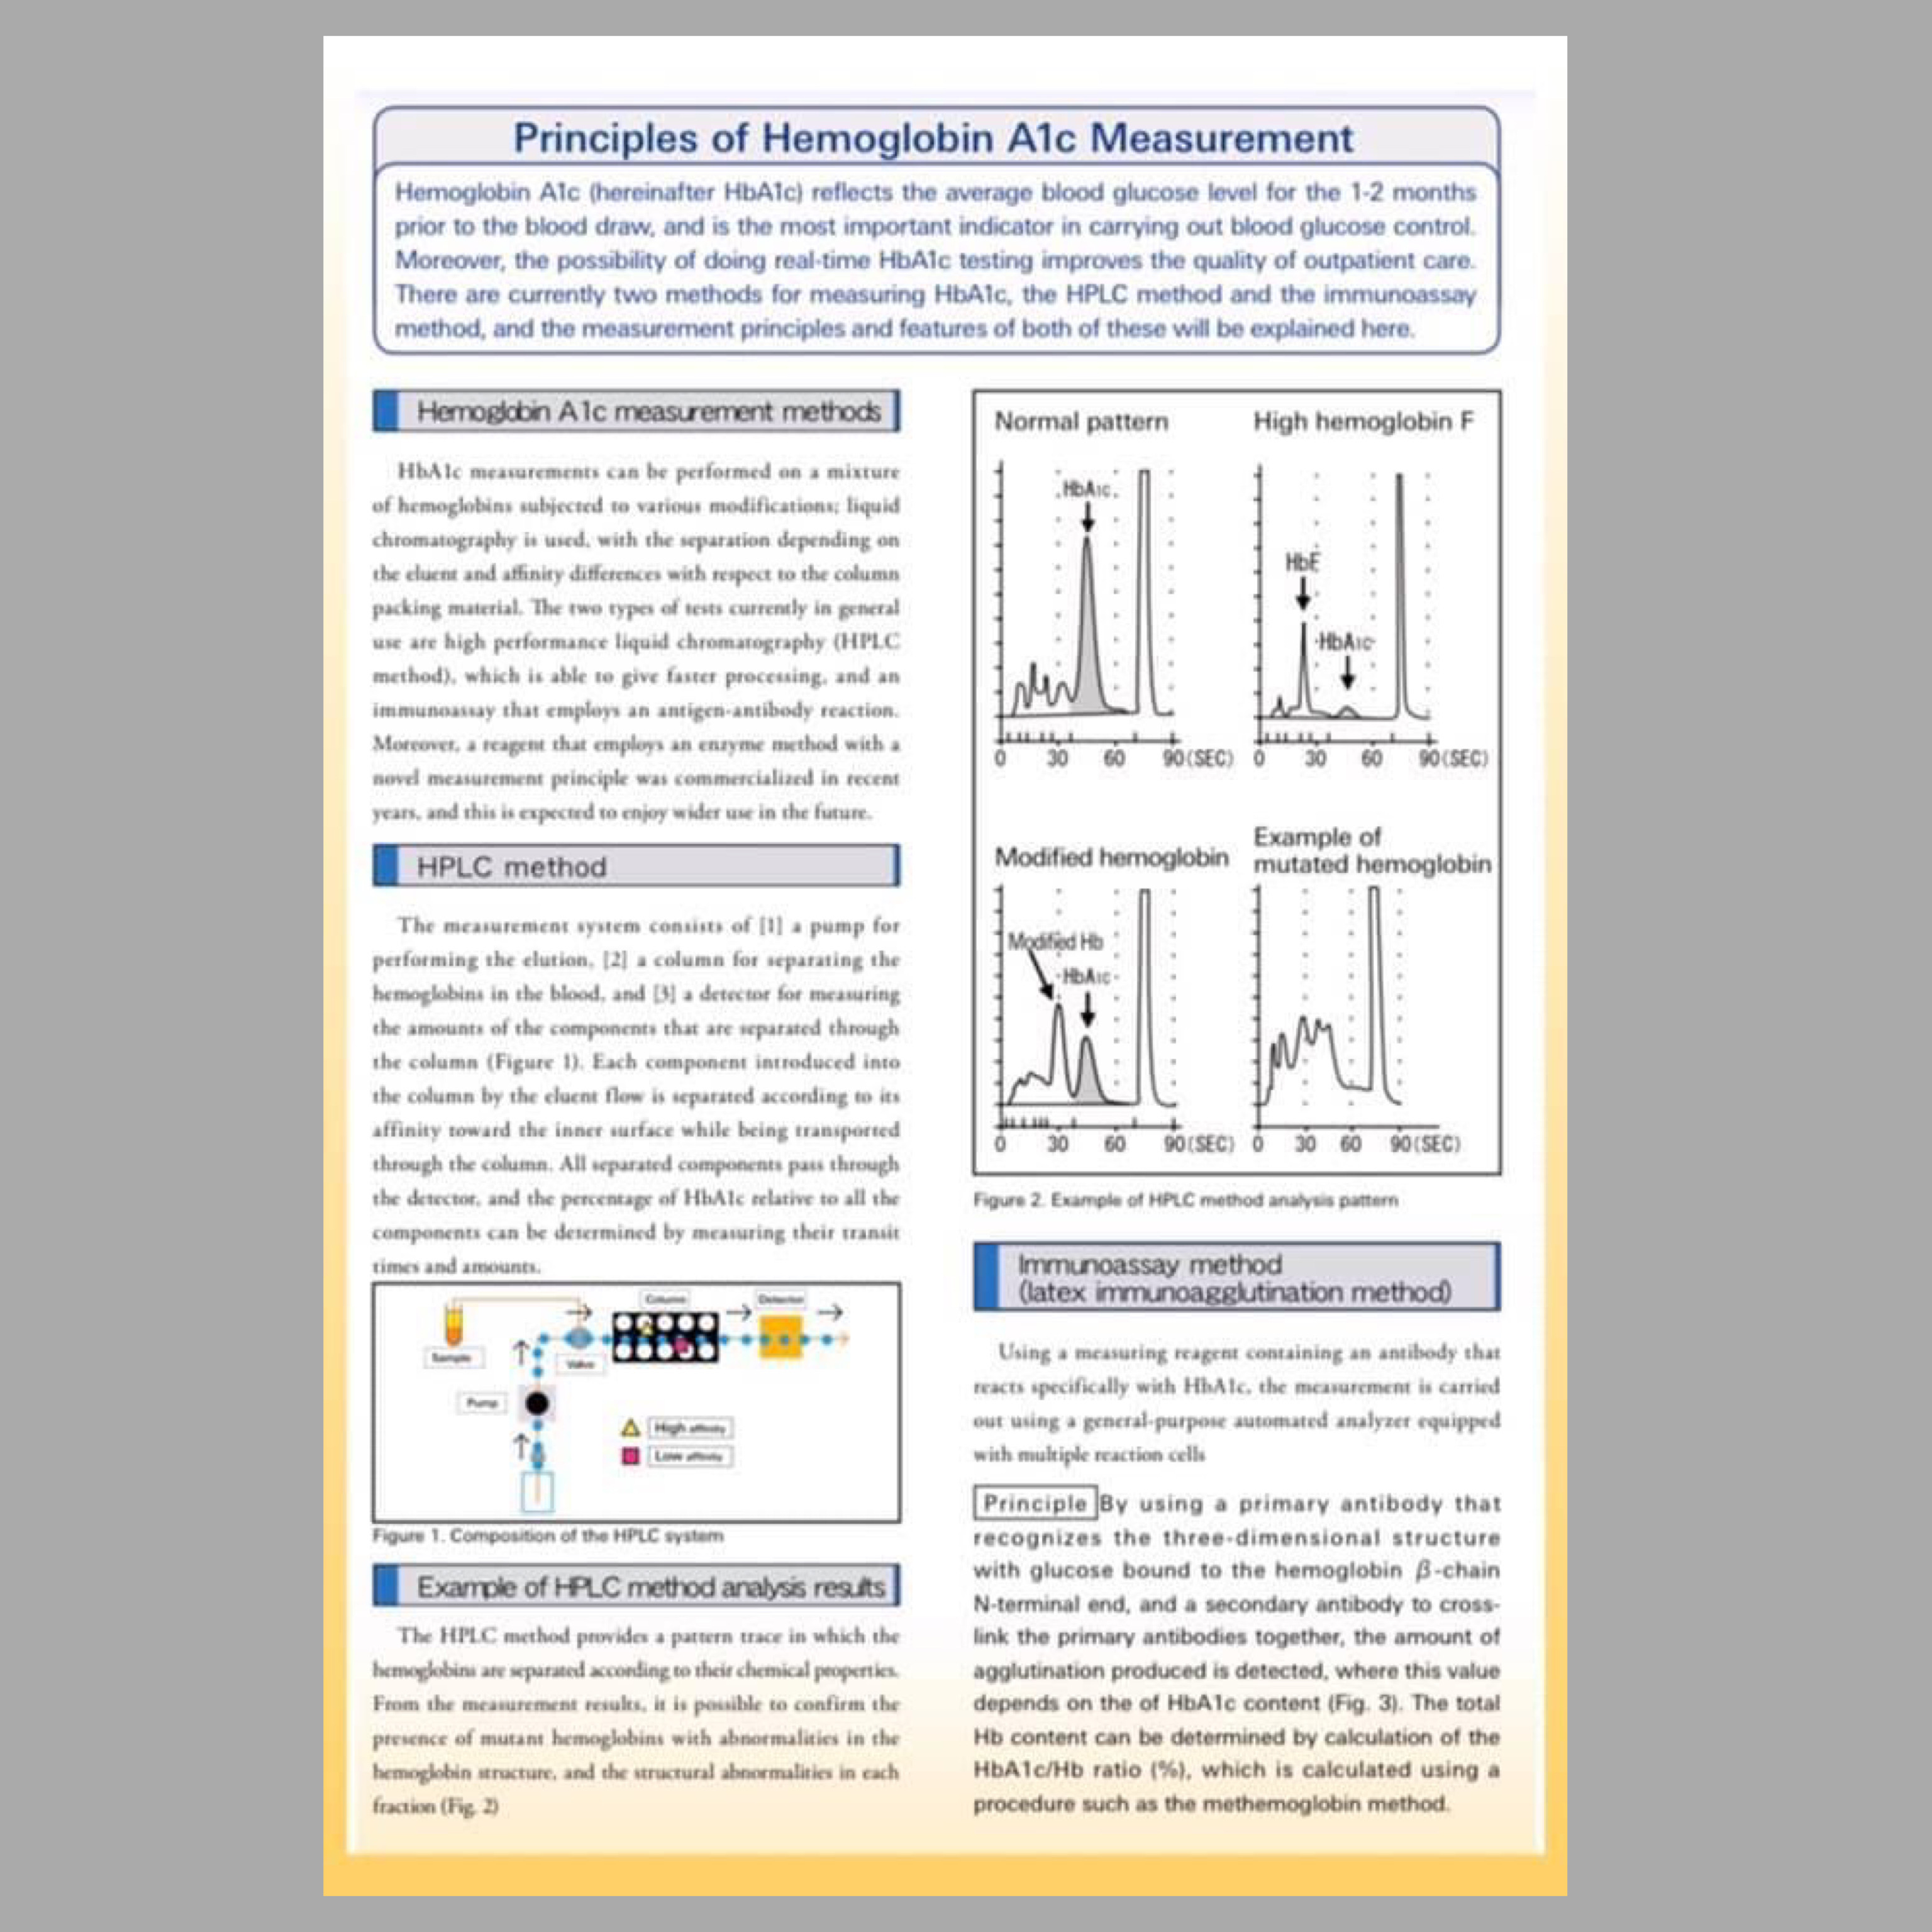 Principles of Hemoglobin A1c Measurement
Hemoglobin A1c (hereinafter HbA1c) reflects the average blood glucose level for the 1-2 months
prior to the blood draw, and is the most important indicator in carrying out blood glucose control.
Moreover, the possibility of doing real-time HbA1c testing improves the quality of outpatient care.
There are currently two methods for measuring HbA1c, the HPLC method and the immunoassay
method, and the measurement principles and features of both of these will be explained here.
Hemoglobin A1c measurement methods
HbA1c measurements can be performed on a mixture
of hemoglobins subjected to various modifications; liquid
chromatography is used, with the separation depending on
the eluent and affinity differences with respect to the column
packing material. The two types of tests currently in general
use are high performance liquid chromatography (HPLC
method), which is able to give faster processing, and an
immunoassay that employs an antigen-antibody reaction.
Moreover, a reagent that employs an enzyme method with a
novel measurement principle was commercialized in recent
years, and this is expected to enjoy wider use in the future.
HPLC method
The measurement system consists of [1] a pump for
performing the elution, [2] a column for separating the
hemoglobins in the blood, and [3] a detector for measuring
the amounts of the components that are separated through
the column (Figure 1). Each component introduced into
the column by the eluent flow is separated according to its
affinity toward the inner surface while being transported
through the column. All separated components pass through
the detector, and the percentage of HbA1c relative to all the
components can be determined by measuring their transit
times and amounts.
Column
Detector
Sample
Valve
Pump
High affinity
Low affinity
Figure 1. Composition of the HPLC system
Example of HPLC method analysis results
The HPLC method provides a pattern trace in which the
hemoglobins are separated according to their chemical properties.
From the measurement results, it is possible to confirm the
presence of mutant hemoglobins with abnormalities in the
hemoglobin structure, and the structural abnormalities in each
fraction (Fig. 2)
Normal pattern
HbA1C
0 30 60 90(SEC)
High hemoglobin F
HbF
HbA1C
0 30 60 90(SEC)
Modified hemoglobin
Modified Hb
HbA1C
0 30 60 90(SEC)
Example of
mutated hemoglobin
0 30 60 90(SEC)
Figure 2. Example of HPLC method analysis pattern
Immunoassay method
(latex immunoagglutination method)
Using a measuring reagent containing an antibody that
reacts specifically with HbA1c, the measurement is carried
out using a general-purpose automated analyzer equipped
with multiple reaction cells
Principle By using a primary antibody that
recognizes the three-dimensional structure
with glucose bound to the hemoglobin β-chain
N-terminal end, and a secondary antibody to cross-
link the primary antibodies together, the amount of
agglutination produced is detected, where this value
depends on the of HbA1c content (Fig. 3). The total
Hb content can be determined by calculation of the
HbA1c/Hb ratio (%), which is calculated using a
procedure such as the methemoglobin method.